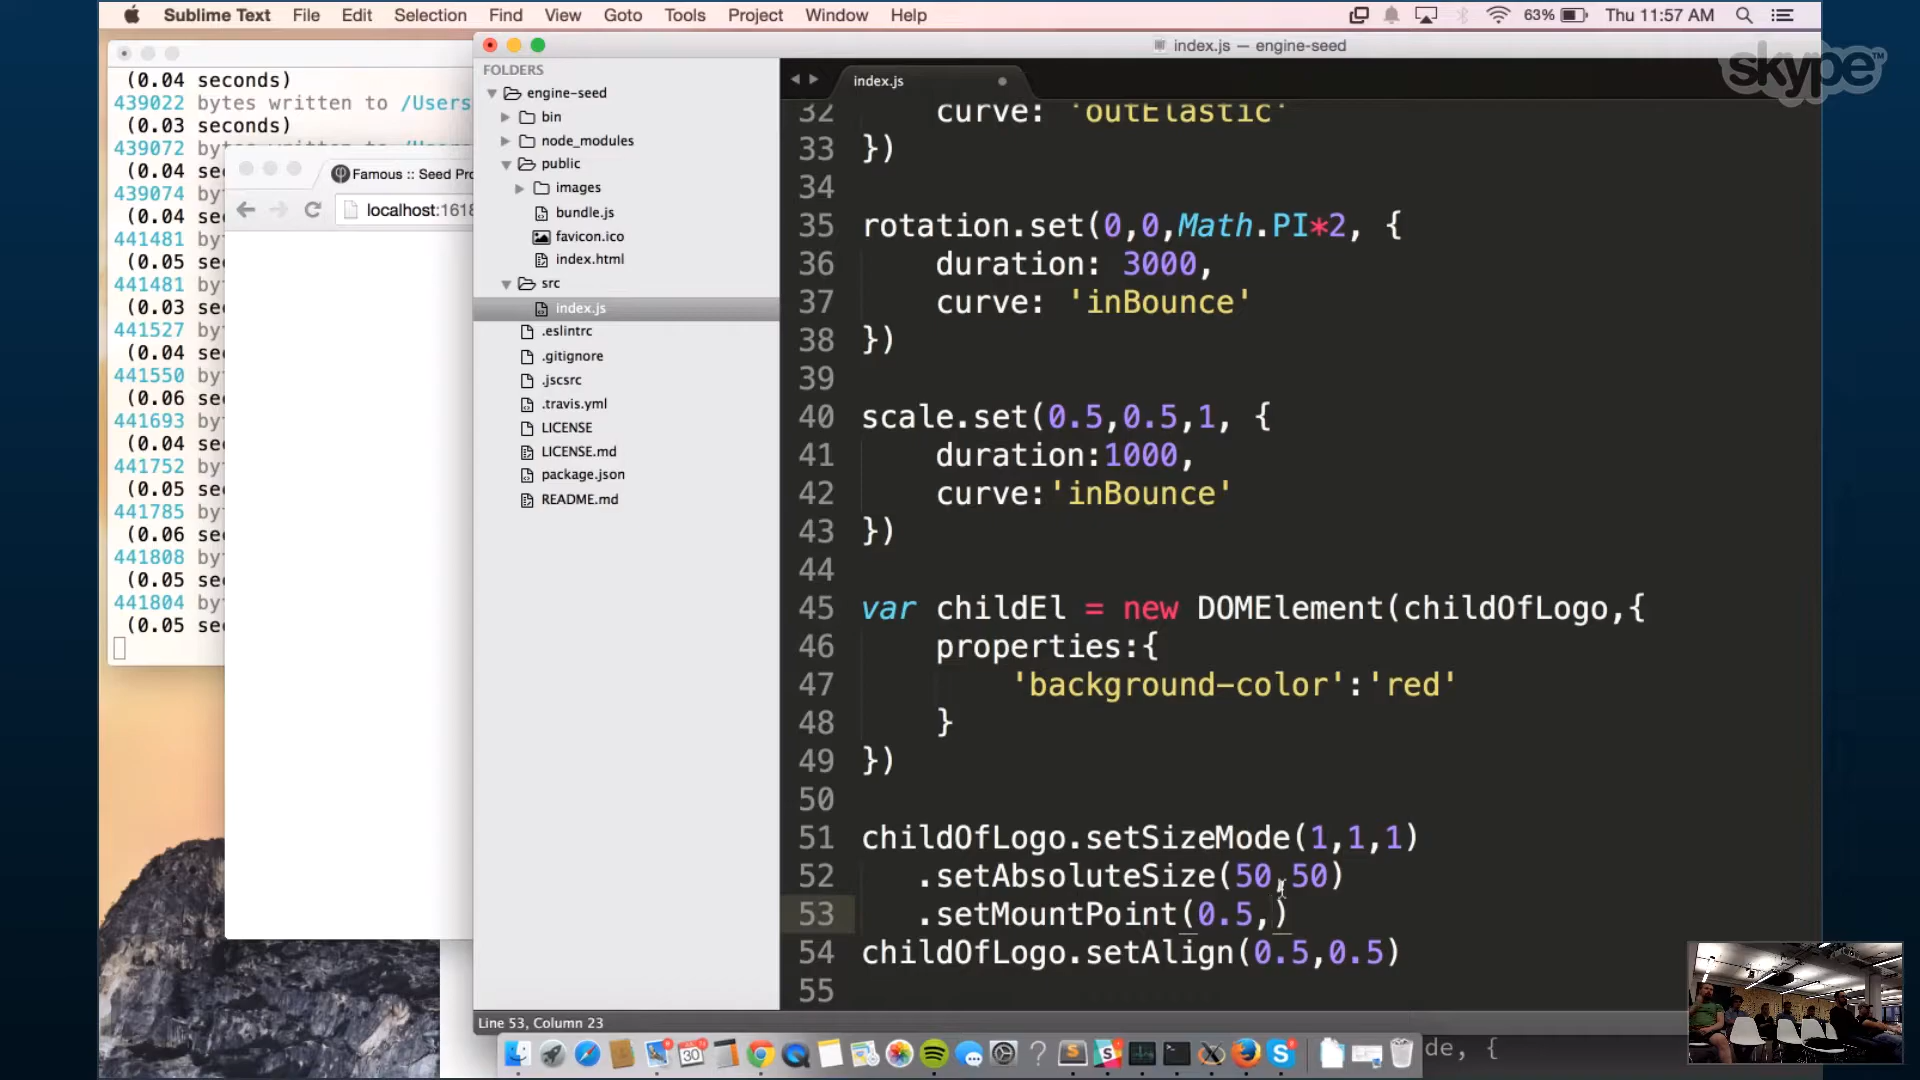 Sublime Text File Edit Selection Find View Goto Tools Project Window Help 63% Thu 11:57 AM
index.js — engine-seed
skype™
(0.04 seconds)
439022 bytes written to /Users
(0.03 seconds)
439072 bytes written to /Users
(0.04 se
439074 by
(0.04 se
441481 by
(0.05 se
441481 by
(0.03 se
441527 by
(0.04 se
441550 by
(0.06 se
441693 by
(0.04 se
441752 by
(0.05 se
441785 by
(0.06 se
441808 by
(0.05 se
441804 by
(0.05 se
Famous :: Seed Pro
localhost:1618
FOLDERS
engine-seed
bin
node_modules
public
images
bundle.js
favicon.ico
index.html
src
index.js
.eslintrc
.gitignore
.jscsrc
.travis.yml
LICENSE
LICENSE.md
package.json
README.md
index.js
32 curve: 'outElastic'
33 })
34
35 rotation.set(0,0,Math.PI*2, {
36 duration: 3000,
37 curve: 'inBounce'
38 })
39
40 scale.set(0.5,0.5,1, {
41 duration:1000,
42 curve:'inBounce'
43 })
44
45 var childEl = new DOMElement(childOfLogo,{
46 properties:{
47 'background-color':'red'
48 }
49 })
50
51 childOfLogo.setSizeMode(1,1,1)
52 .setAbsoluteSize(50,50)
53 .setMountPoint(0.5,)
54 childOfLogo.setAlign(0.5,0.5)
55
Line 53, Column 23
30
de, {